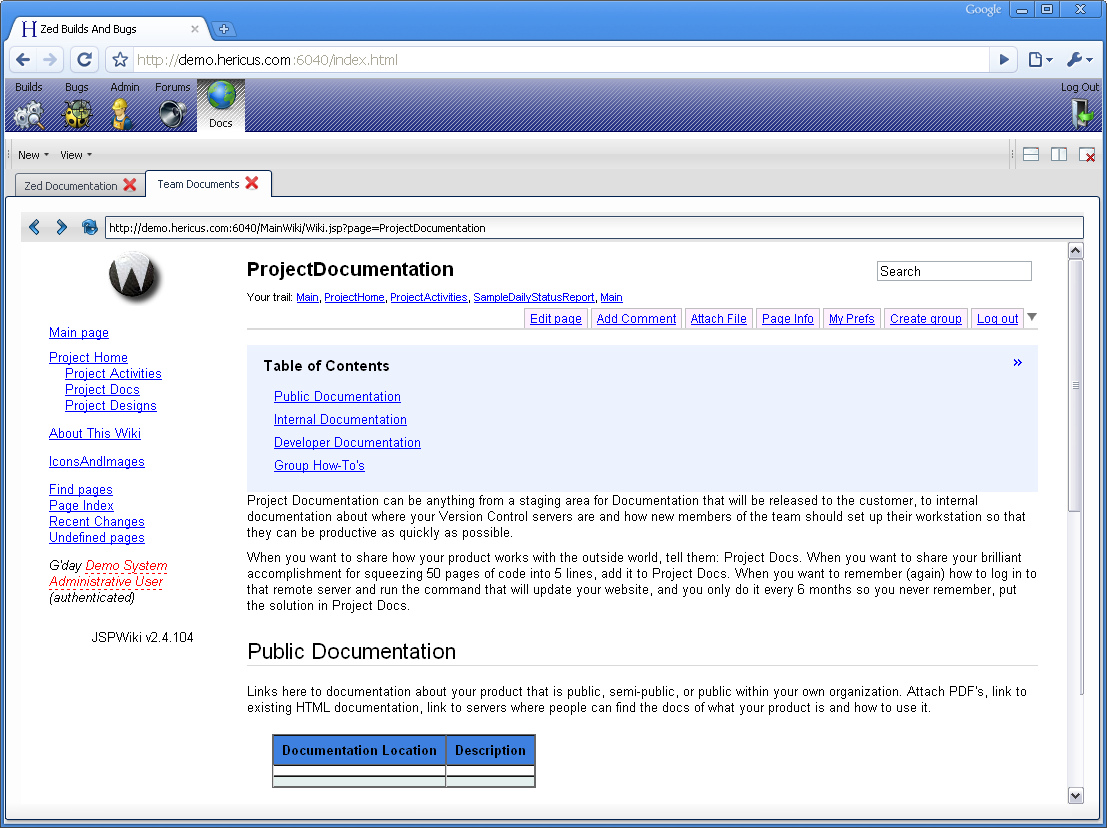 Google
H Zed Builds And Bugs
http://demo.hericus.com:6040/index.html
Builds Bugs Admin Forums Docs Log Out
New View
Zed Documentation Team Documents
http://demo.hericus.com:6040/MainWiki/Wiki.jsp?page=ProjectDocumentation
W
Main page
Project Home
Project Activities
Project Docs
Project Designs
About This Wiki
IconsAndImages
Find pages
Page Index
Recent Changes
Undefined pages
G'day Demo System
Administrative User
(authenticated)
JSPWiki v2.4.104
ProjectDocumentation
Search
Your trail: Main, ProjectHome, ProjectActivities, SampleDailyStatusReport, Main
Edit page Add Comment Attach File Page Info My Prefs Create group Log out
Table of Contents »
Public Documentation
Internal Documentation
Developer Documentation
Group How-To's
Project Documentation can be anything from a staging area for Documentation that will be released to the customer, to internal
documentation about where your Version Control servers are and how new members of the team should set up their workstation so that
they can be productive as quickly as possible.
When you want to share how your product works with the outside world, tell them: Project Docs. When you want to share your brilliant
accomplishment for squeezing 50 pages of code into 5 lines, add it to Project Docs. When you want to remember (again) how to log in to
that remote server and run the command that will update your website, and you only do it every 6 months so you never remember, put
the solution in Project Docs.
Public Documentation
Links here to documentation about your product that is public, semi-public, or public within your own organization. Attach PDF's, link to
existing HTML documentation, link to servers where people can find the docs of what your product is and how to use it.
Documentation Location Description